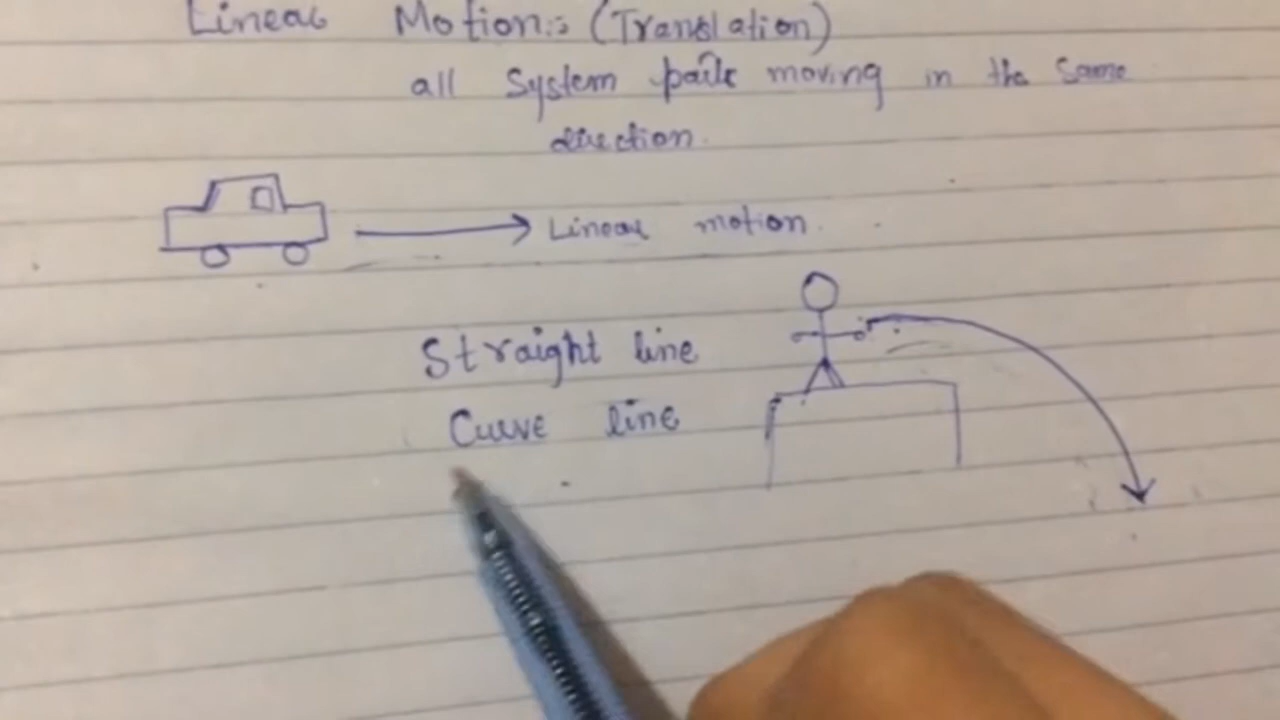 Linear Motion:- (Translation)
all System parts moving in the same
direction.
Linear motion.
Straight line
Curve line